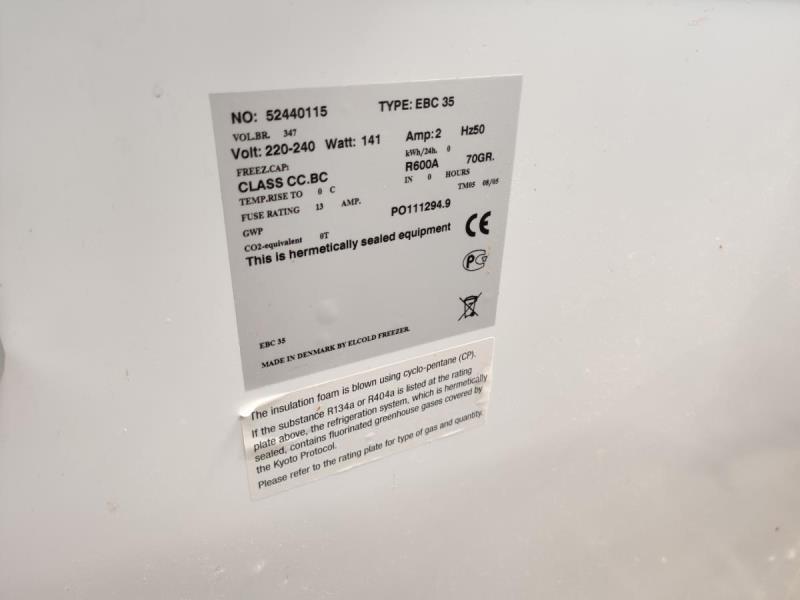 NO: 52440115 TYPE: EBC 35
VOL.BR. 347
Volt: 220-240 Watt: 141 Amp: 2 Hz50
kWh/24h. 0
FREEZ.CAP: R600A 70GR.
CLASS CC.BC IN 0 HOURS
TEMP.RISE TO 0 C TM05 08/05
FUSE RATING 13 AMP.
GWP PO111294.9
CO2-equivalent 0T
This is hermetically sealed equipment
CE
PC
EBC 35
MADE IN DENMARK BY ELCOLD FREEZER.
The insulation foam is blown using cyclo-pentane (CP).
If the substance R134a or R404a is listed at the rating
plate above, the refrigeration system, which is hermetically
sealed, contains fluorinated greenhouse gases covered by
the Kyoto Protocol.
Please refer to the rating plate for type of gas and quantity.